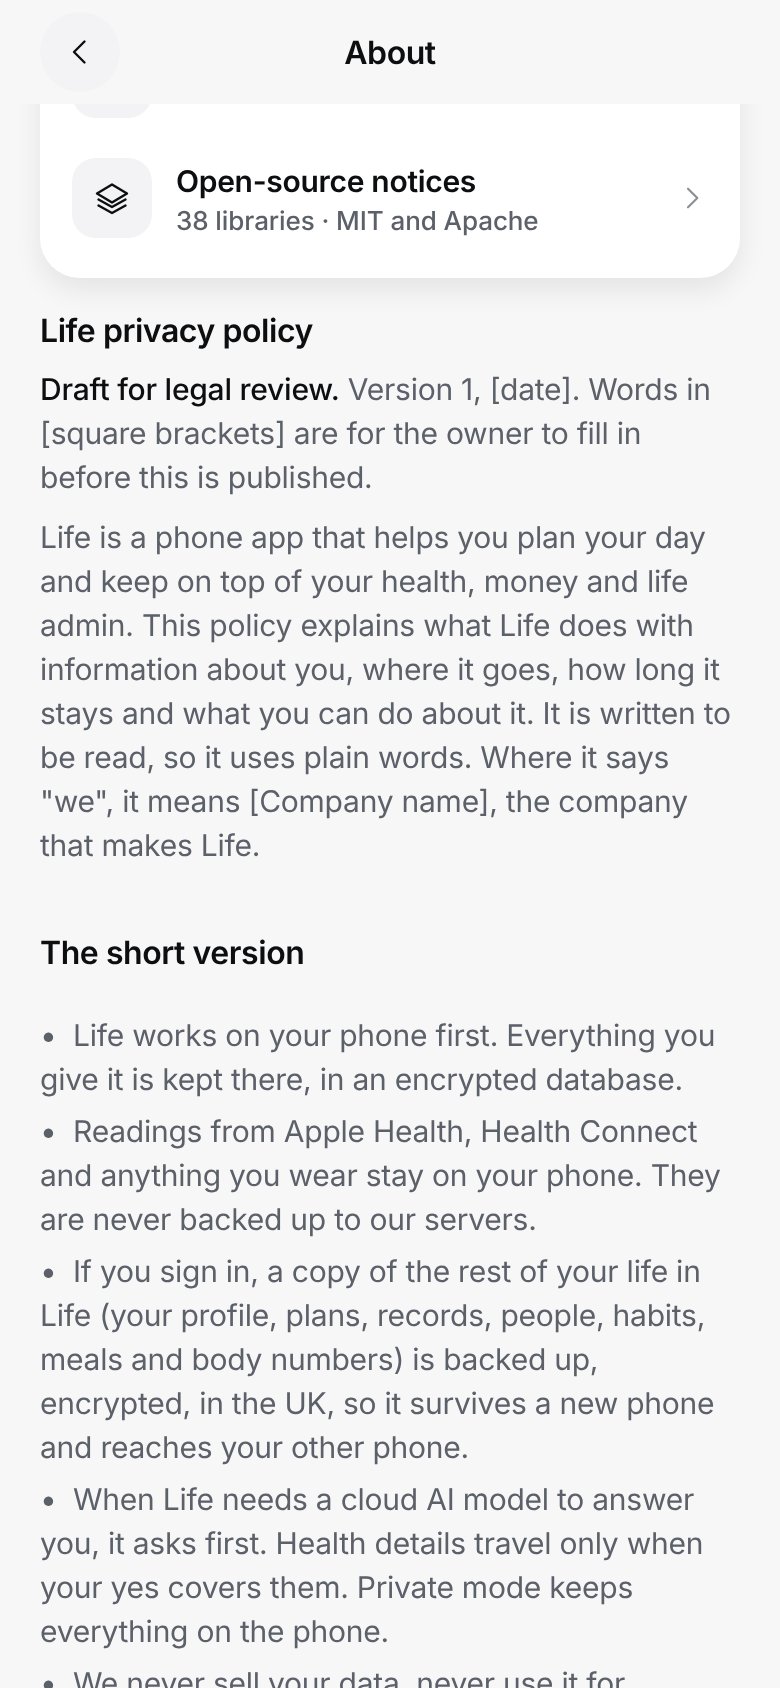 About
Open-source notices
38 libraries · MIT and Apache
Life privacy policy
Draft for legal review. Version 1, [date]. Words in
[square brackets] are for the owner to fill in
before this is published.
Life is a phone app that helps you plan your day
and keep on top of your health, money and life
admin. This policy explains what Life does with
information about you, where it goes, how long it
stays and what you can do about it. It is written to
be read, so it uses plain words. Where it says
"we", it means [Company name], the company
that makes Life.
The short version
• Life works on your phone first. Everything you
give it is kept there, in an encrypted database.
• Readings from Apple Health, Health Connect
and anything you wear stay on your phone. They
are never backed up to our servers.
• If you sign in, a copy of the rest of your life in
Life (your profile, plans, records, people, habits,
meals and body numbers) is backed up,
encrypted, in the UK, so it survives a new phone
and reaches your other phone.
• When Life needs a cloud AI model to answer
you, it asks first. Health details travel only when
your yes covers them. Private mode keeps
everything on the phone.
• We never sell your data, never use it for